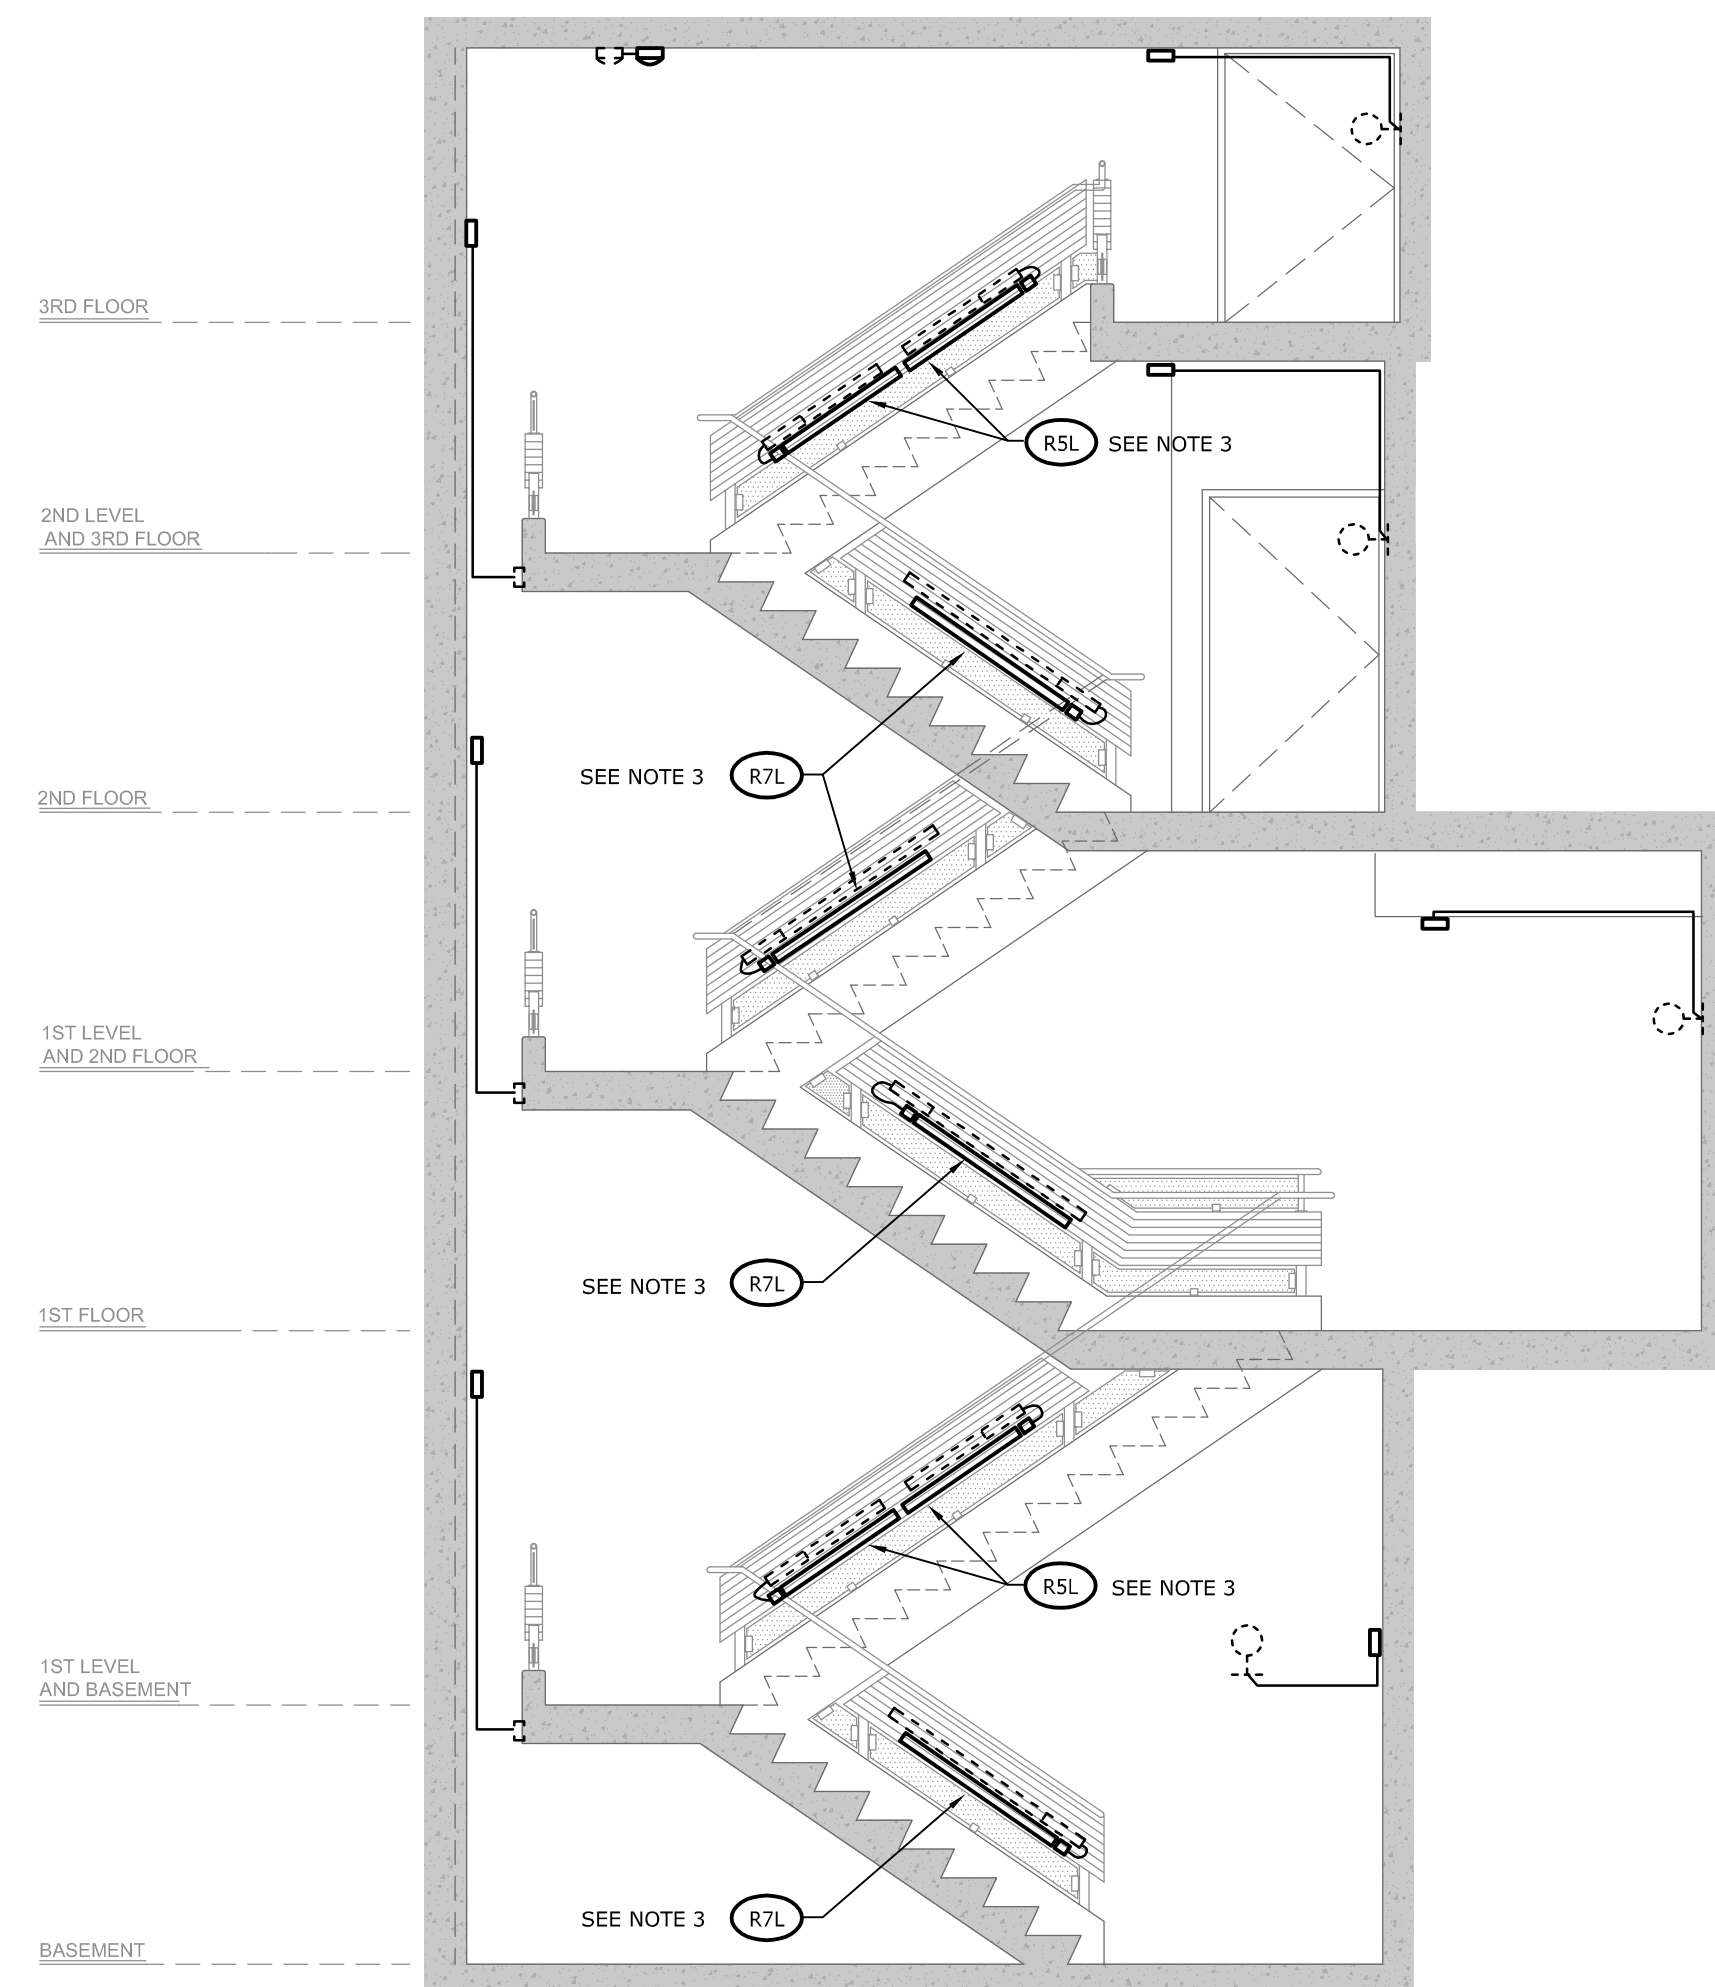 3RD FLOOR
R5L SEE NOTE 3
2ND LEVEL
AND 3RD FLOOR
SEE NOTE 3 R7L
2ND FLOOR
1ST LEVEL
AND 2ND FLOOR
SEE NOTE 3 R7L
1ST FLOOR
R5L SEE NOTE 3
1ST LEVEL
AND BASEMENT
SEE NOTE 3 R7L
BASEMENT